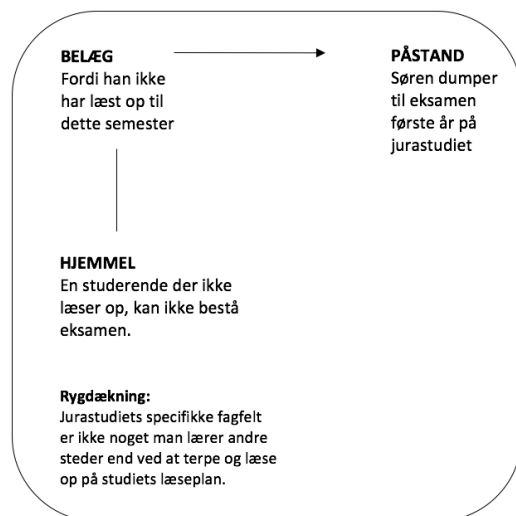 BELÆG
Fordi han ikke
har læst op til
dette semester
PÅSTAND
Søren dumper
til eksamen
første år på
jurastudiet
HJEMMEL
En studerende der ikke
læser op, kan ikke bestå
eksamen.
Rygdækning:
Jurastudiets specifikke fagfelt
er ikke noget man lærer andre
steder end ved at terpe og læse
op på studiets læseplan.